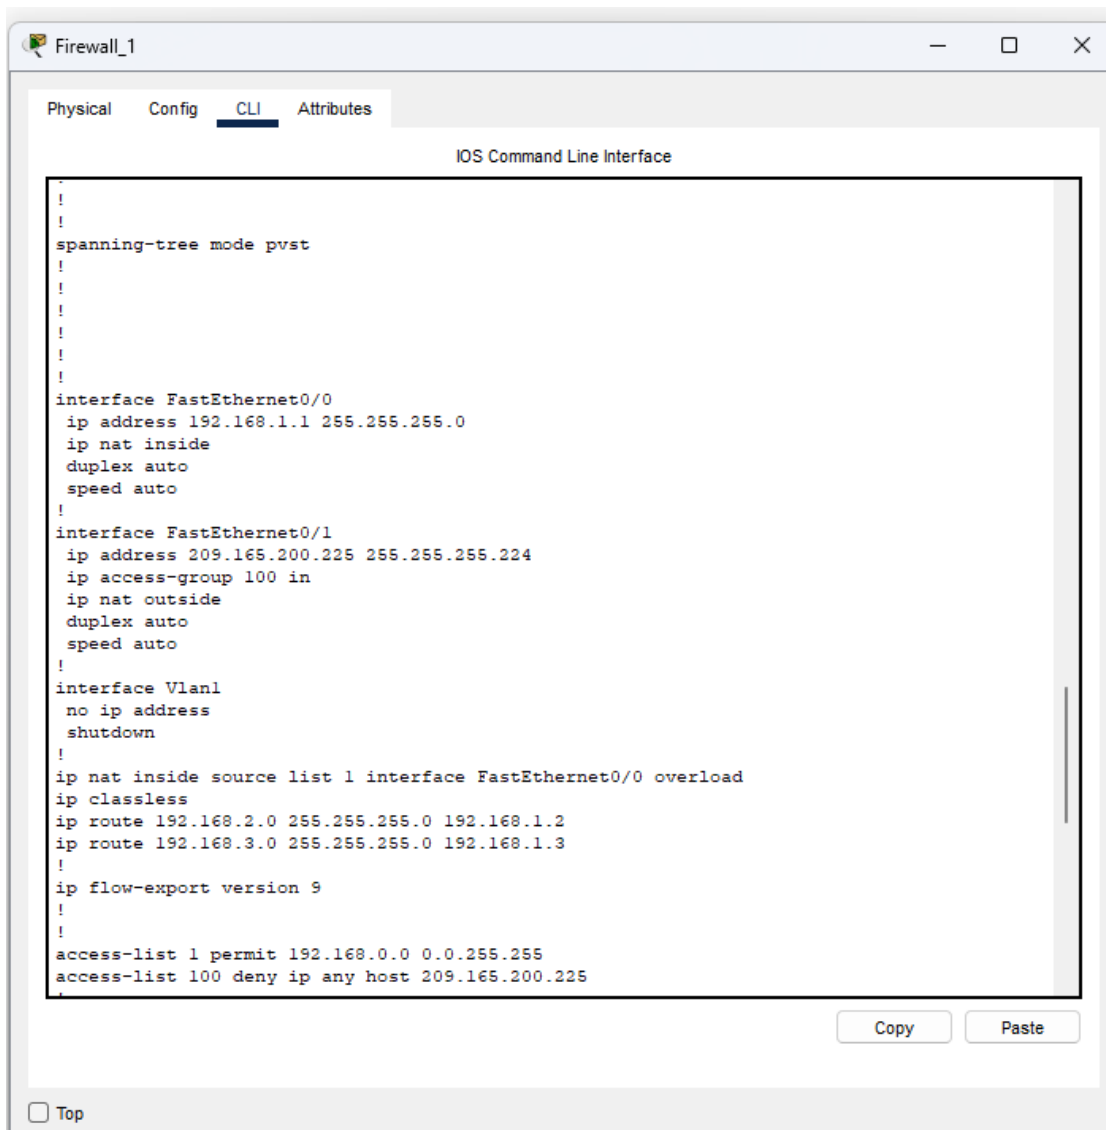 Firewall_1
Physical Config CLI Attributes
IOS Command Line Interface
!
!
spanning-tree mode pvst
!
!
!
!
!
!
interface FastEthernet0/0
 ip address 192.168.1.1 255.255.255.0
 ip nat inside
 duplex auto
 speed auto
!
interface FastEthernet0/1
 ip address 209.165.200.225 255.255.255.224
 ip access-group 100 in
 ip nat outside
 duplex auto
 speed auto
!
interface Vlan1
 no ip address
 shutdown
!
ip nat inside source list 1 interface FastEthernet0/0 overload
ip classless
ip route 192.168.2.0 255.255.255.0 192.168.1.2
ip route 192.168.3.0 255.255.255.0 192.168.1.3
!
ip flow-export version 9
!
!
access-list 1 permit 192.168.0.0 0.0.255.255
access-list 100 deny ip any host 209.165.200.225
Copy Paste
Top